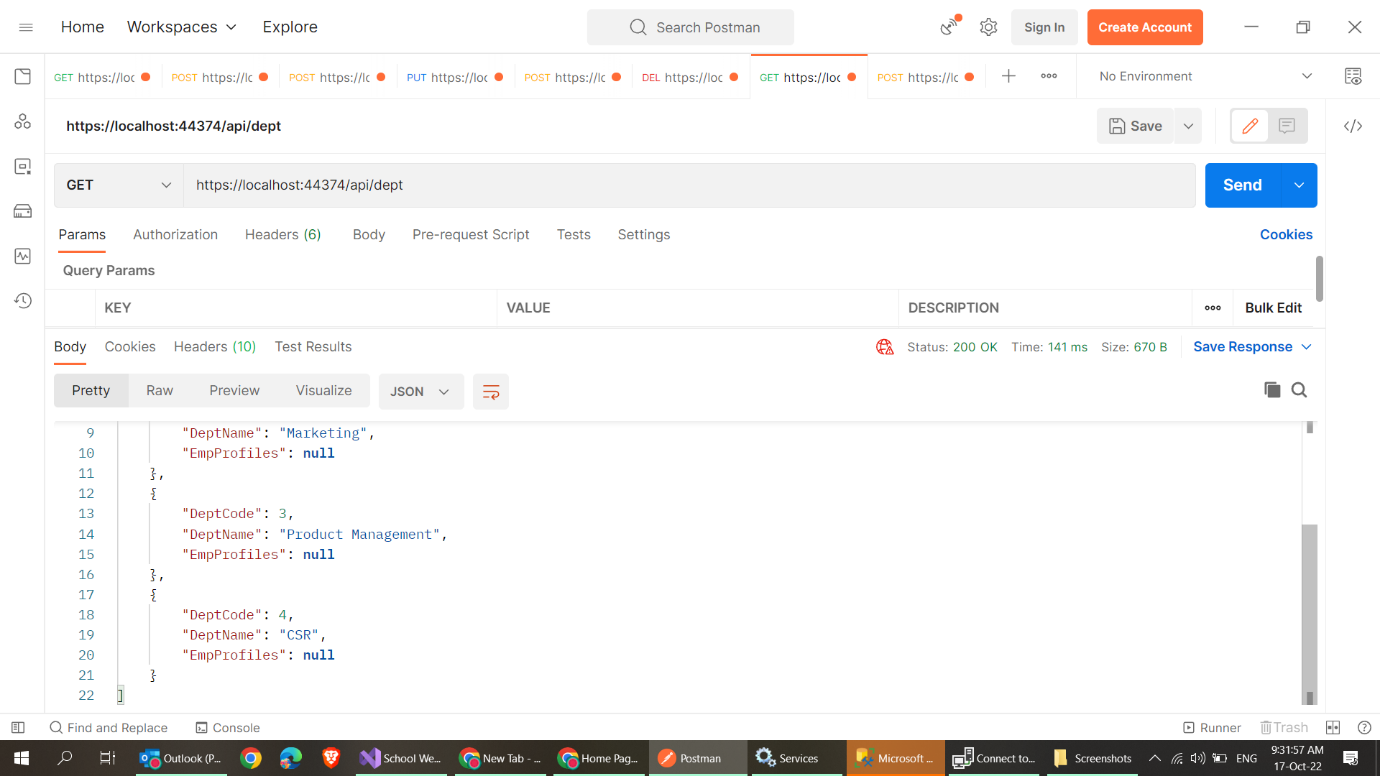 Home Workspaces Explore Search Postman Sign In Create Account
GET https://loc POST https://lc POST https://lc PUT https://loc POST https://lc DEL https://loc GET https://loc POST https://lc No Environment
https://localhost:44374/api/dept Save
GET https://localhost:44374/api/dept Send
Params Authorization Headers (6) Body Pre-request Script Tests Settings Cookies
Query Params
KEY VALUE DESCRIPTION Bulk Edit
Body Cookies Headers (10) Test Results Status: 200 OK Time: 141 ms Size: 670 B Save Response
Pretty Raw Preview Visualize JSON
9 "DeptName": "Marketing",
10 "EmpProfiles": null
11 },
12 {
13 "DeptCode": 3,
14 "DeptName": "Product Management",
15 "EmpProfiles": null
16 },
17 {
18 "DeptCode": 4,
19 "DeptName": "CSR",
20 "EmpProfiles": null
21 }
22 ]
Find and Replace Console Runner Trash
Outlook (P... School We... New Tab - ... Home Pag... Postman Services Microsoft ... Connect to... Screenshots ENG 9:31:57 AM
17-Oct-22